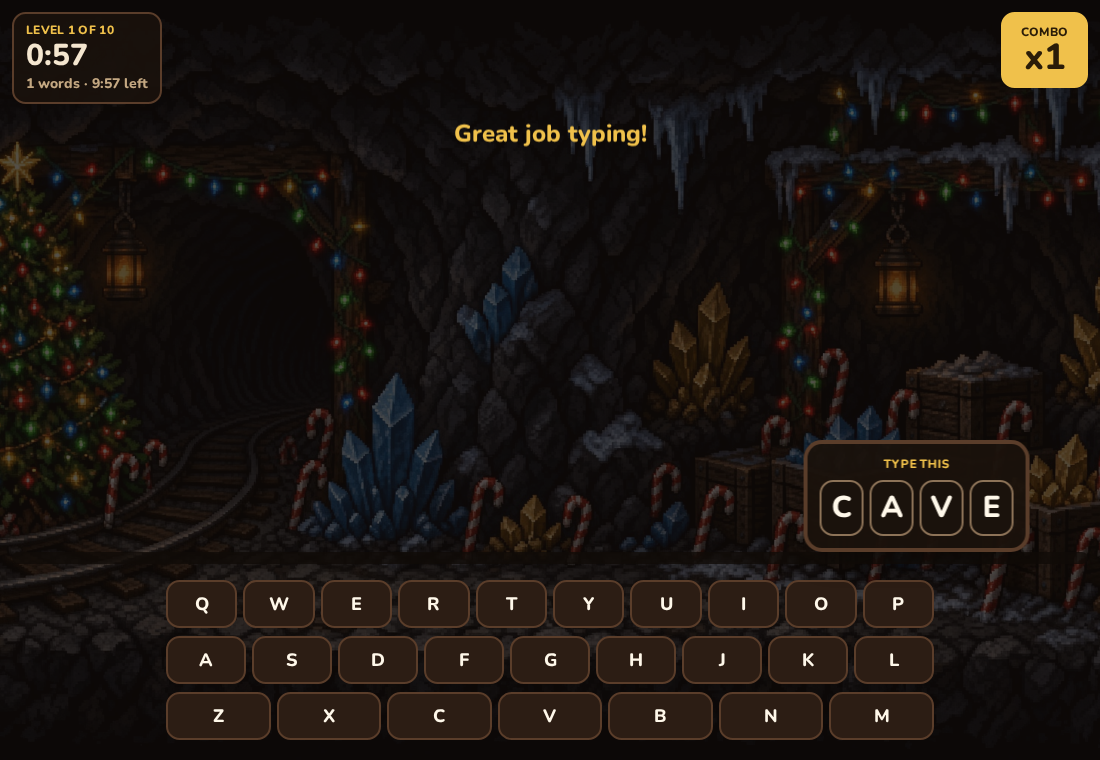 LEVEL 1 OF 10
0:57
1 words · 9:57 left
COMBO
x1
Great job typing!
TYPE THIS
C A V E
Q W E R T Y U I O P
A S D F G H J K L
Z X C V B N M